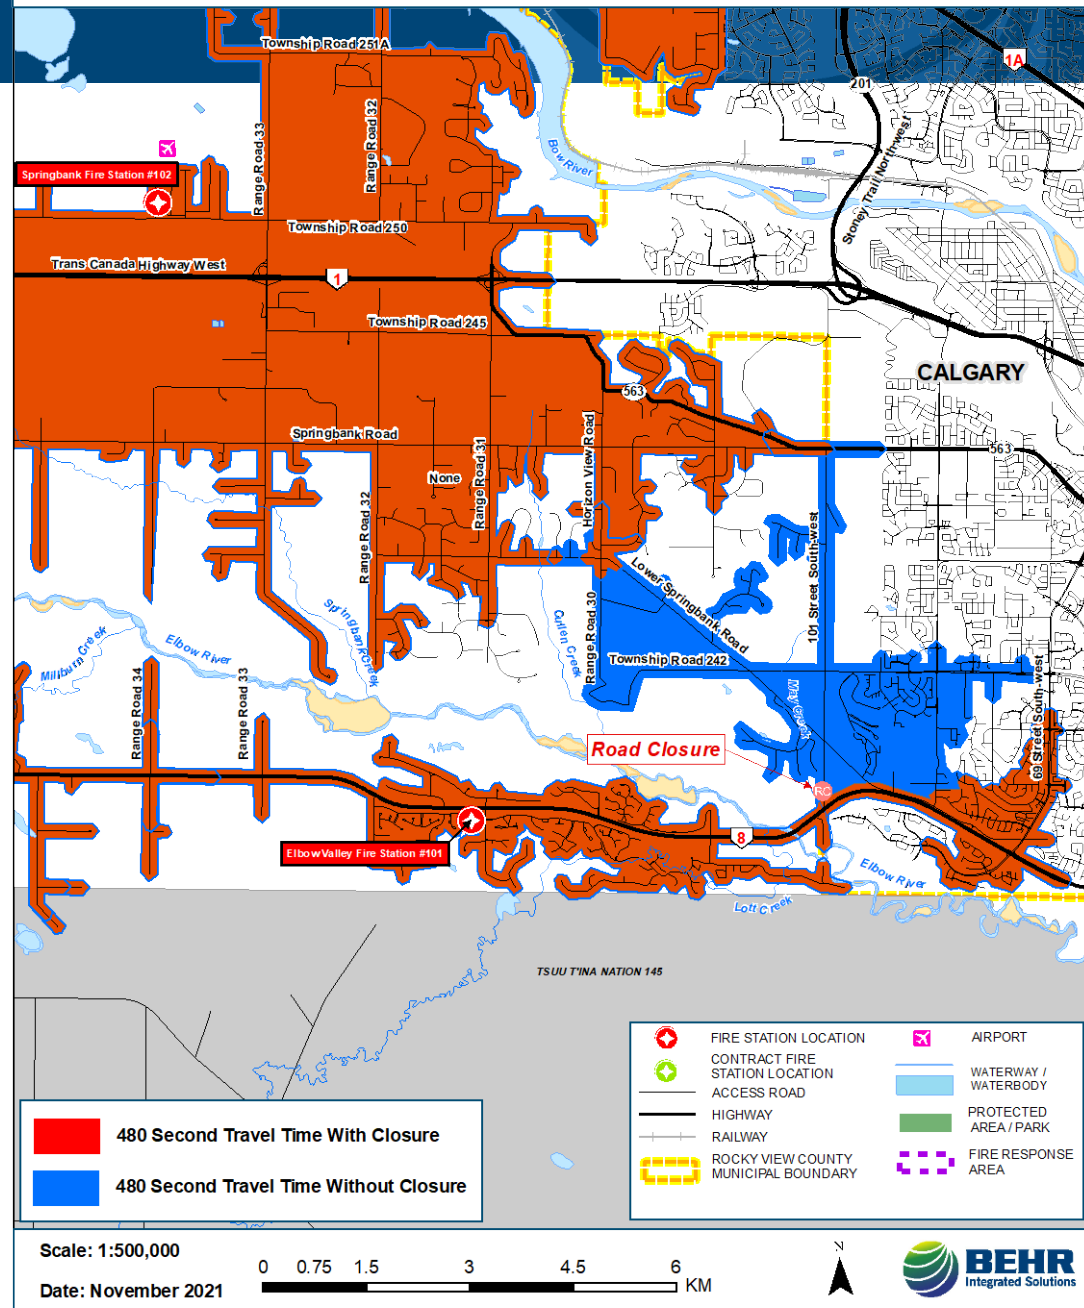 Township Road 251A
1A
201
Range Road 33
Range Road 32
Bow River
Stoney Trail Northwest
Springbank Fire Station #102
Township Road 250
Trans Canada Highway West
1
Township Road 245
CALGARY
563
Springbank Road
Horizon View Road
563
None
Range Road 31
Range Road 32
101 Street South-west
Lower Springbank Road
Range Road 30
Cullen Creek
Springbank Creek
Millburn Creek
Elbow River
Township Road 242
Range Road 34
Range Road 33
May Creek
69 Street South-west
Road Closure
RC
8
Elbow Valley Fire Station #101
Elbow River
Lott Creek
TSUU T'INA NATION 145
FIRE STATION LOCATION
CONTRACT FIRE
STATION LOCATION
ACCESS ROAD
HIGHWAY
RAILWAY
ROCKY VIEW COUNTY
MUNICIPAL BOUNDARY
AIRPORT
WATERWAY /
WATERBODY
PROTECTED
AREA / PARK
FIRE RESPONSE
AREA
480 Second Travel Time With Closure
480 Second Travel Time Without Closure
Scale: 1:500,000
Date: November 2021
0 0.75 1.5 3 4.5 6
KM
N
BEHR
Integrated Solutions